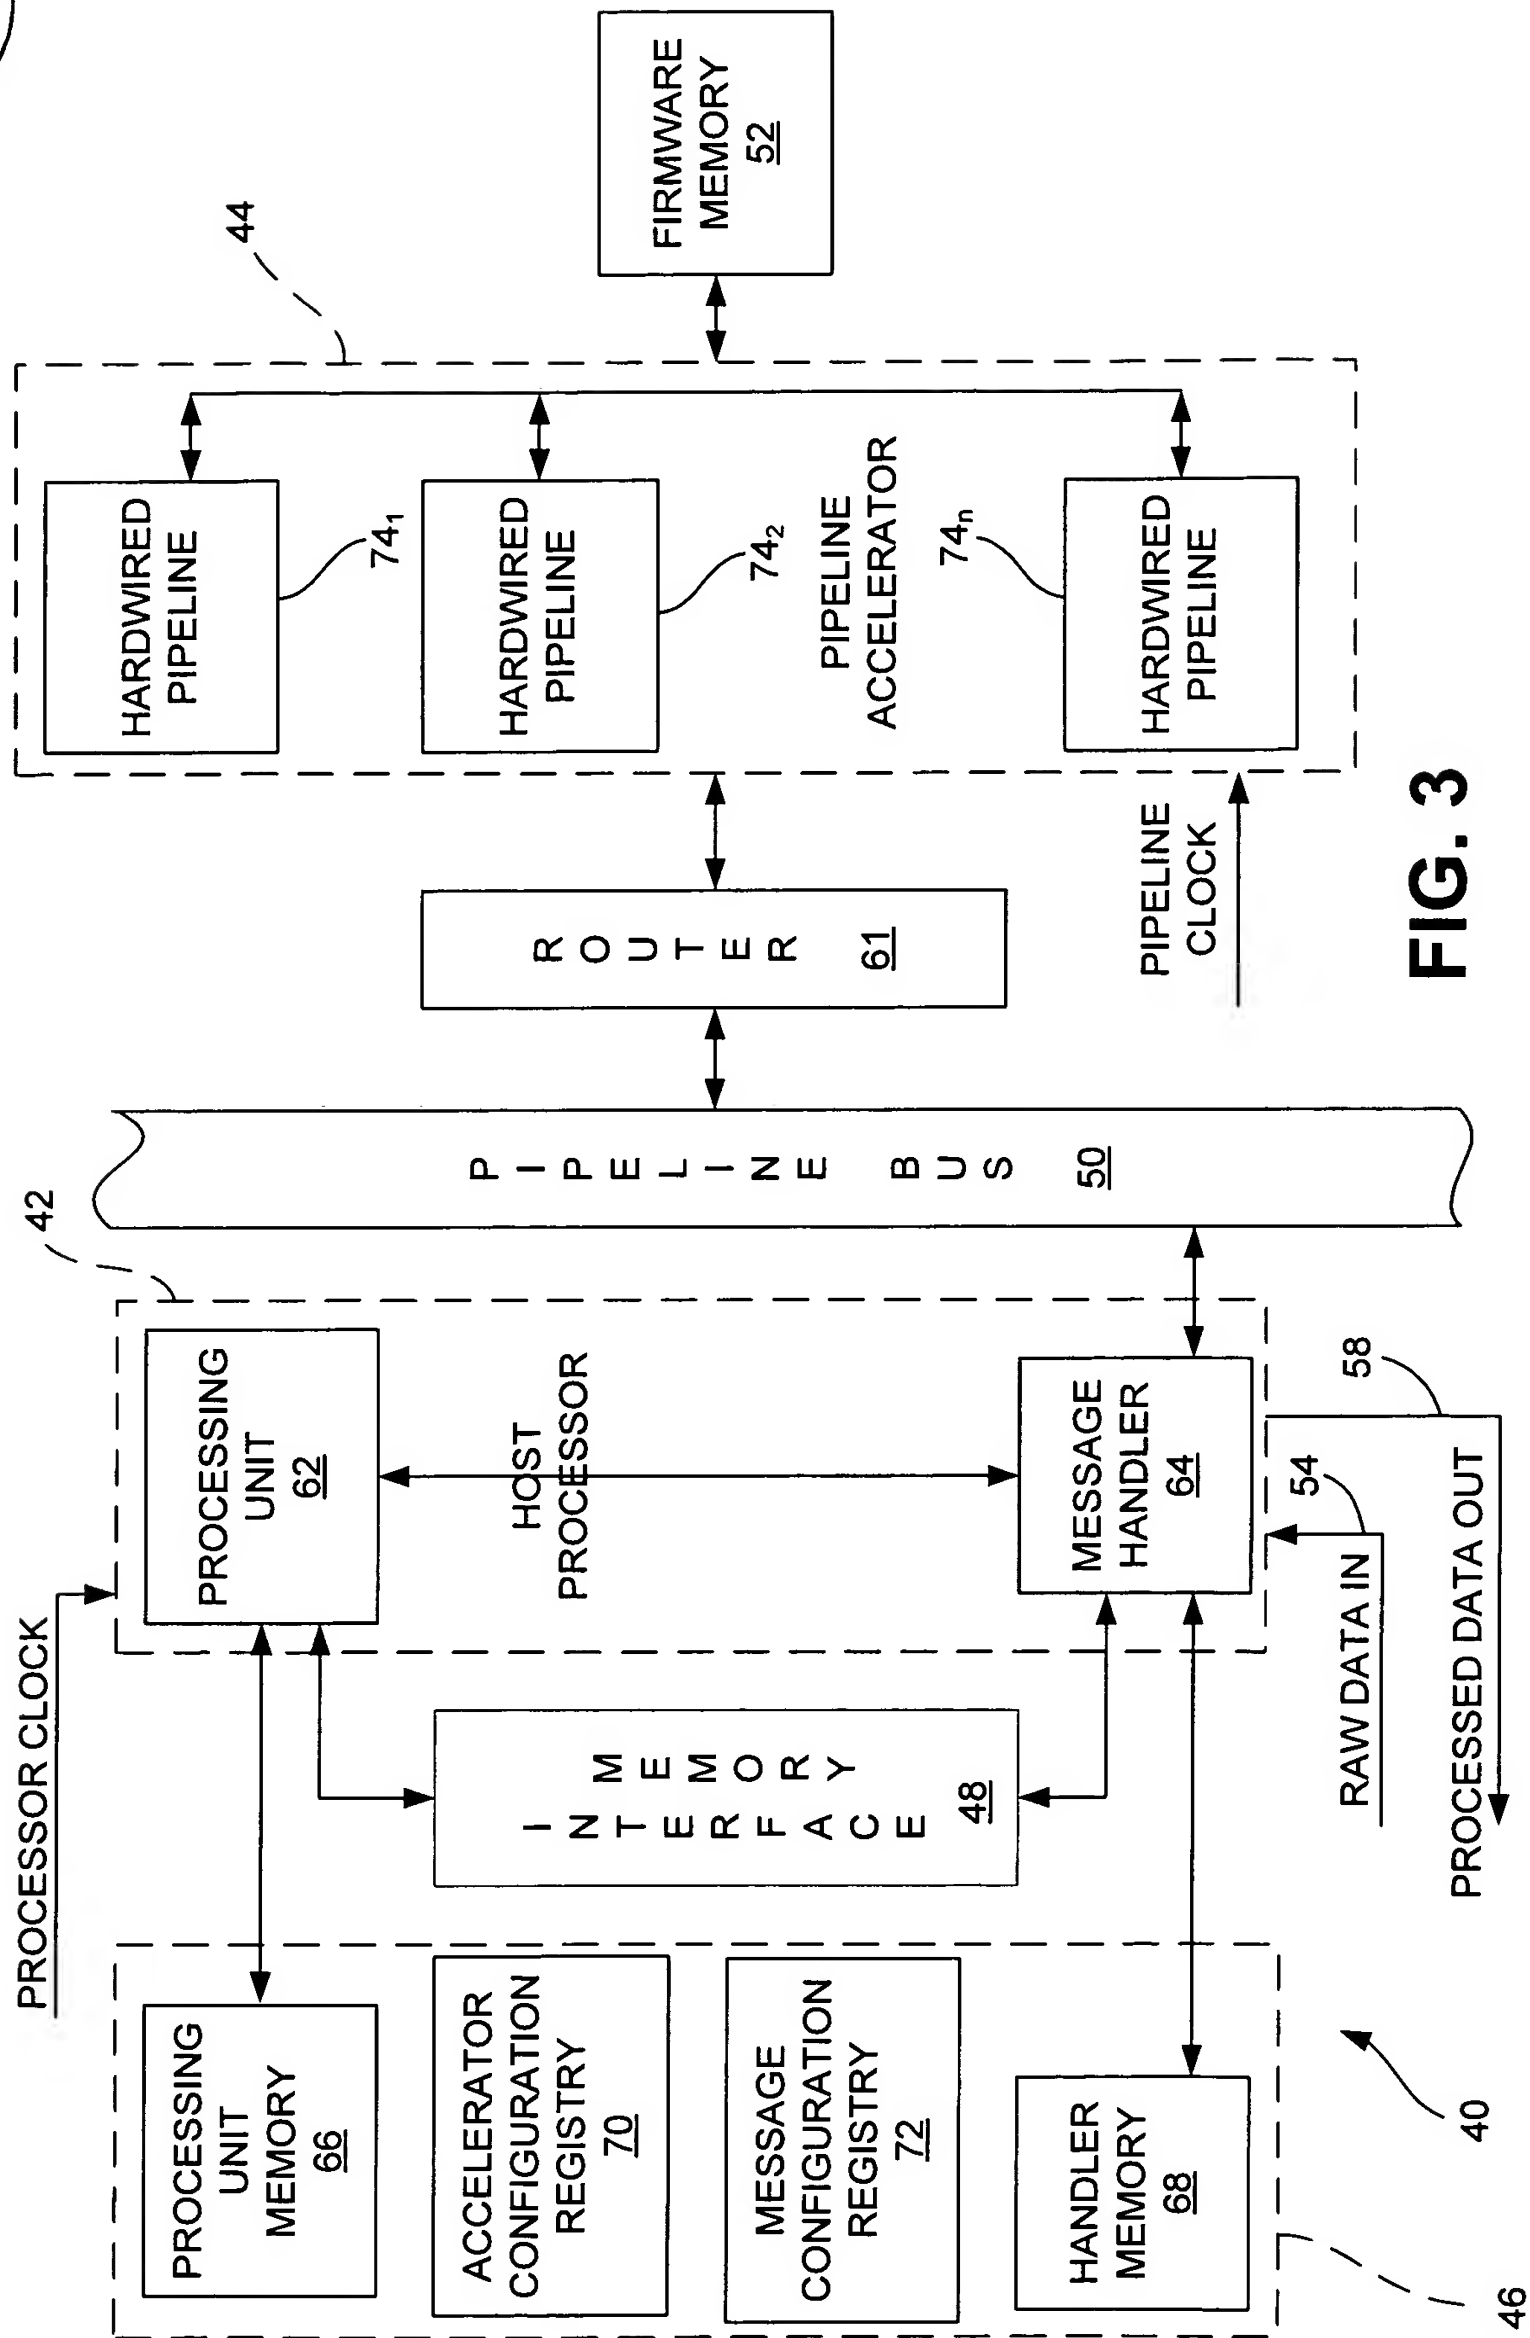 PROCESSOR CLOCK
42
44
PROCESSING
UNIT
MEMORY
66
ACCELERATOR
CONFIGURATION
REGISTRY
70
MESSAGE
CONFIGURATION
REGISTRY
72
HANDLER
MEMORY
68
46
40
MEMORY
INTERFACE
48
PROCESSING
UNIT
62
HOST
PROCESSOR
MESSAGE
HANDLER
64
RAW DATA IN
54
PROCESSED DATA OUT
58
PIPELINE BUS
50
ROUTER
61
PIPELINE
CLOCK
HARDWIRED
PIPELINE
74₁
HARDWIRED
PIPELINE
74₂
PIPELINE
ACCELERATOR
74ₙ
HARDWIRED
PIPELINE
FIRMWARE
MEMORY
52
FIG. 3